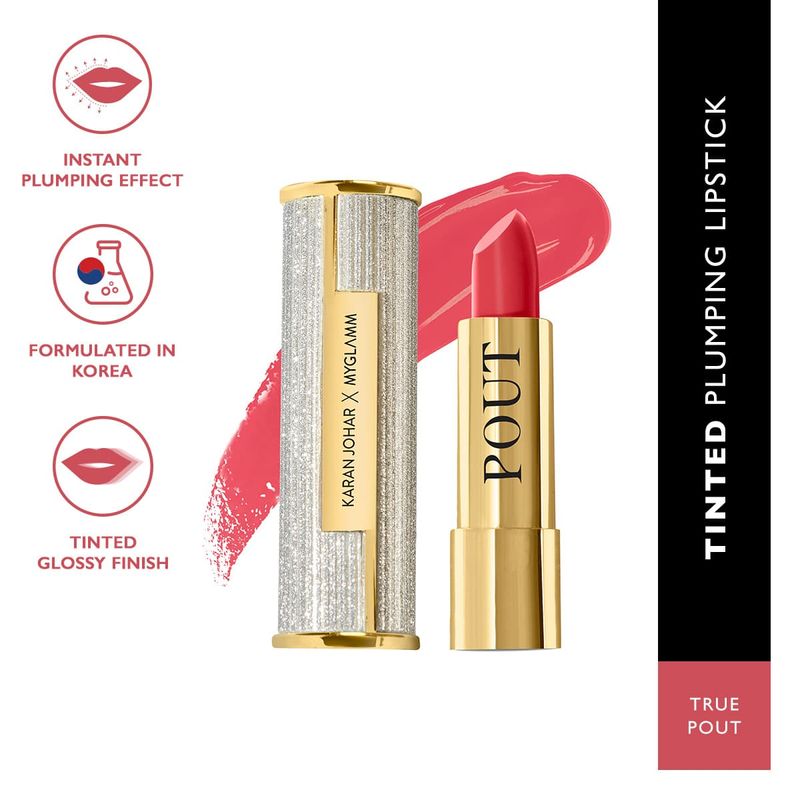 INSTANT
PLUMPING EFFECT
FORMULATED IN
KOREA
TINTED
GLOSSY FINISH
KARAN JOHAR X MYGLAMM
POUT
TINTED PLUMPING LIPSTICK
TRUE
POUT